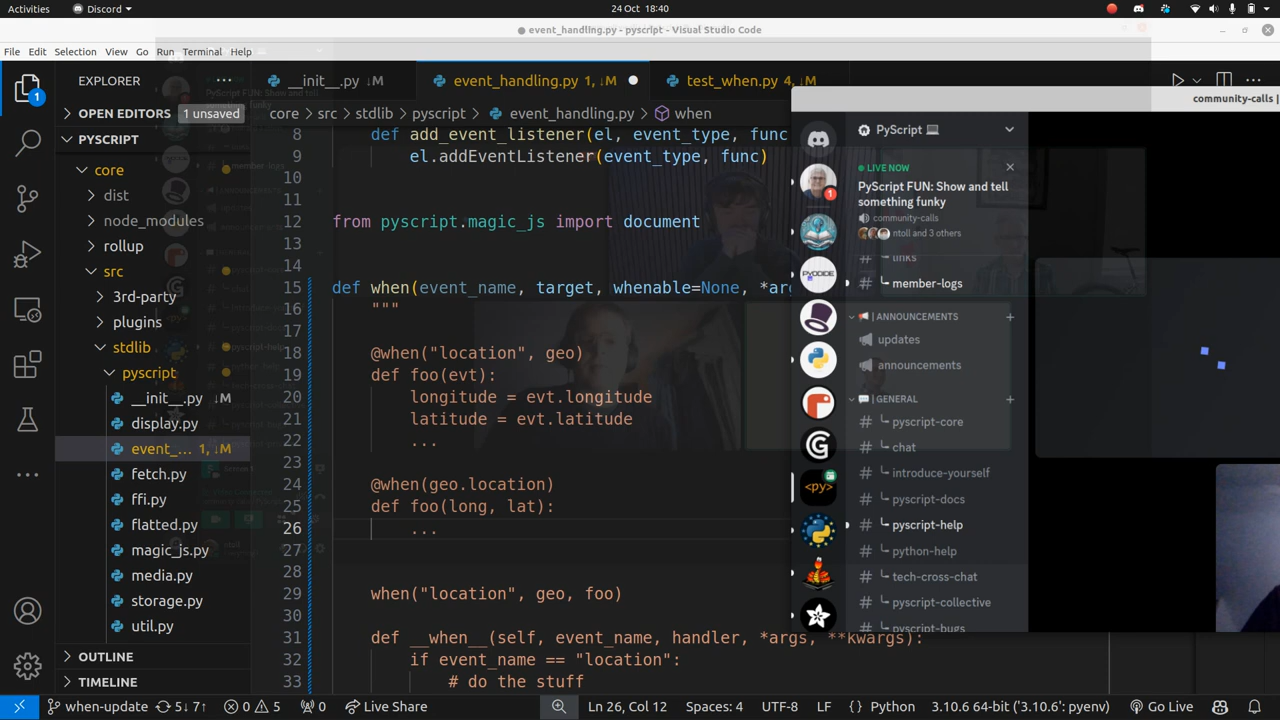 Activities
Discord
24 Oct 18:40
● event_handling.py - pyscript - Visual Studio Code
File Edit Selection View Go Run Terminal Help
EXPLORER
...
OPEN EDITORS
1 unsaved
PYSCRIPT
core
dist
node_modules
rollup
src
3rd-party
plugins
stdlib
pyscript
__init__.py ↓M
display.py
event_... 1, ↓M
fetch.py
ffi.py
flatted.py
magic_js.py
media.py
storage.py
util.py
OUTLINE
TIMELINE
__init__.py ↓M
event_handling.py 1, ↓M
test_when.py 4, ↓M
core > src > stdlib > pyscript > event_handling.py > when
8 def add_event_listener(el, event_type, func
9 el.addEventListener(event_type, func)
10
11
12 from pyscript.magic_js import document
13
14
15 def when(event_name, target, whenable=None, *arg
16 """
17
18 @when("location", geo)
19 def foo(evt):
20 longitude = evt.longitude
21 latitude = evt.latitude
22 ...
23
24 @when(geo.location)
25 def foo(long, lat):
26 ...
27
28
29 when("location", geo, foo)
30
31 def __when__(self, event_name, handler, *args, **kwargs):
32 if event_name == "location":
33 # do the stuff
community-calls |
PyScript 💻
LIVE NOW
PyScript FUN: Show and tell
something funky
community-calls
ntoll and 3 others
links
member-logs
📢 | ANNOUNCEMENTS
updates
announcements
💬 | GENERAL
pyscript-core
chat
introduce-yourself
pyscript-docs
pyscript-help
python-help
tech-cross-chat
pyscript-collective
pyscript-bugs
PYODIDE
<py>
1
1
when-update 5↓ 7↑ 0 5 0 Live Share
Ln 26, Col 12 Spaces: 4 UTF-8 LF { } Python 3.10.6 64-bit ('3.10.6': pyenv) Go Live